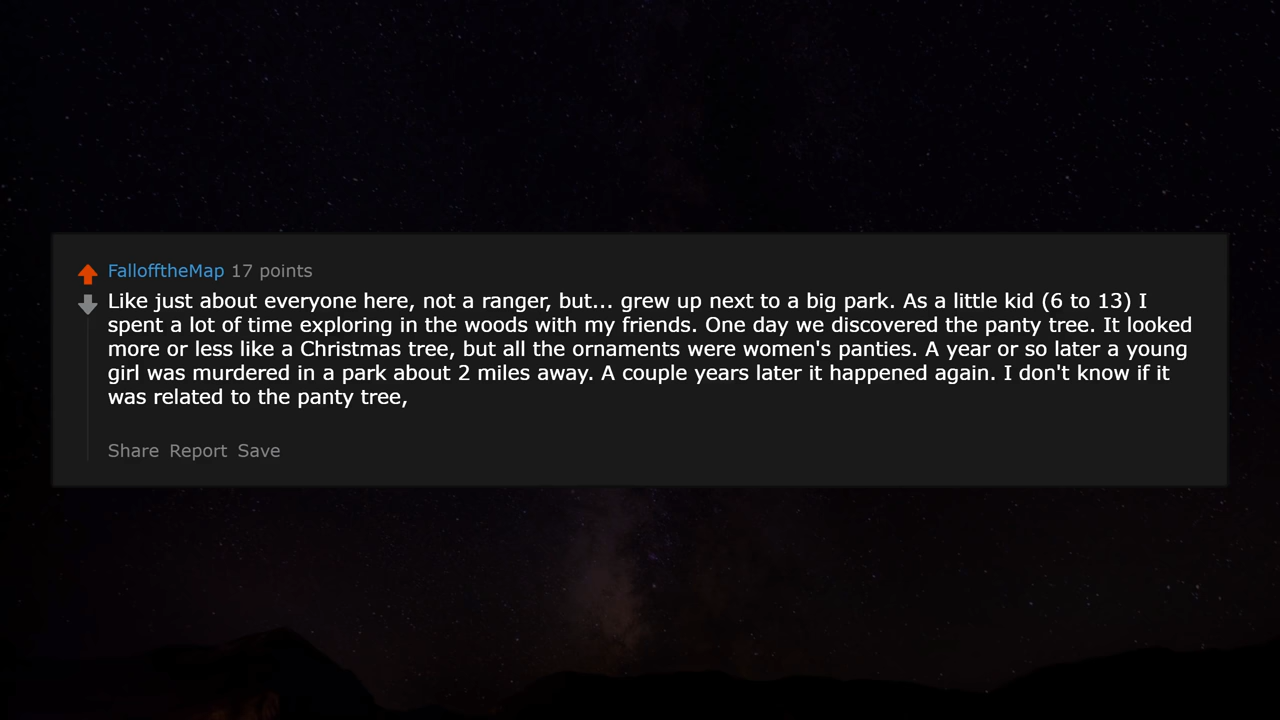 FallofftheMap 17 points
Like just about everyone here, not a ranger, but... grew up next to a big park. As a little kid (6 to 13) I
spent a lot of time exploring in the woods with my friends. One day we discovered the panty tree. It looked
more or less like a Christmas tree, but all the ornaments were women's panties. A year or so later a young
girl was murdered in a park about 2 miles away. A couple years later it happened again. I don't know if it
was related to the panty tree,
Share Report Save